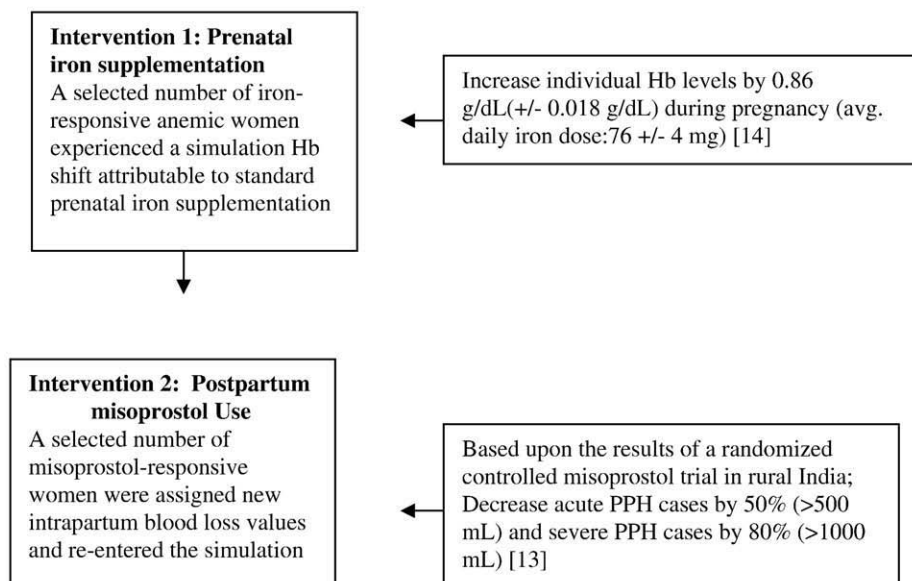 Intervention 1: Prenatal
iron supplementation
A selected number of iron-
responsive anemic women
experienced a simulation Hb
shift attributable to standard
prenatal iron supplementation
Increase individual Hb levels by 0.86
g/dL(+/- 0.018 g/dL) during pregnancy (avg.
daily iron dose:76 +/- 4 mg) [14]
Intervention 2: Postpartum
misoprostol Use
A selected number of
misoprostol-responsive
women were assigned new
intrapartum blood loss values
and re-entered the simulation
Based upon the results of a randomized
controlled misoprostol trial in rural India;
Decrease acute PPH cases by 50% (>500
mL) and severe PPH cases by 80% (>1000
mL) [13]